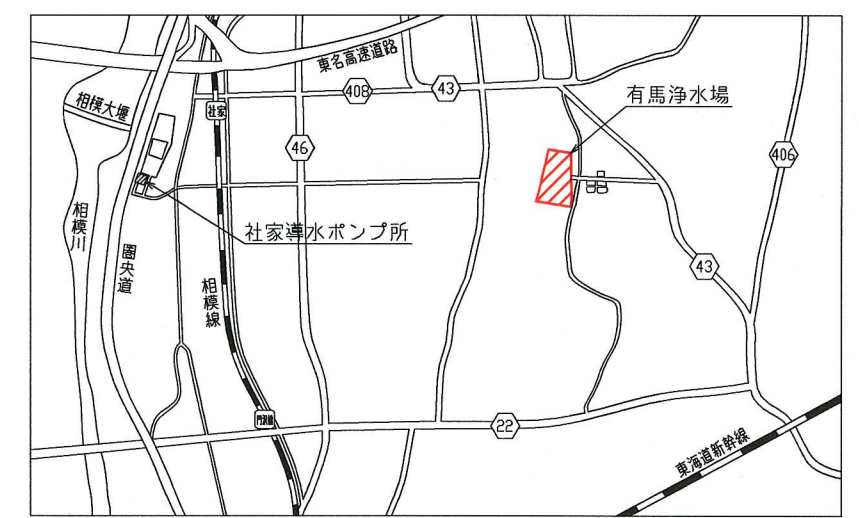 東名高速道路
相模大堰
社家
408
43
有馬浄水場
46
406
相模川
圏央道
社家導水ポンプ所
相模線
43
門沢橋
22
東海道新幹線